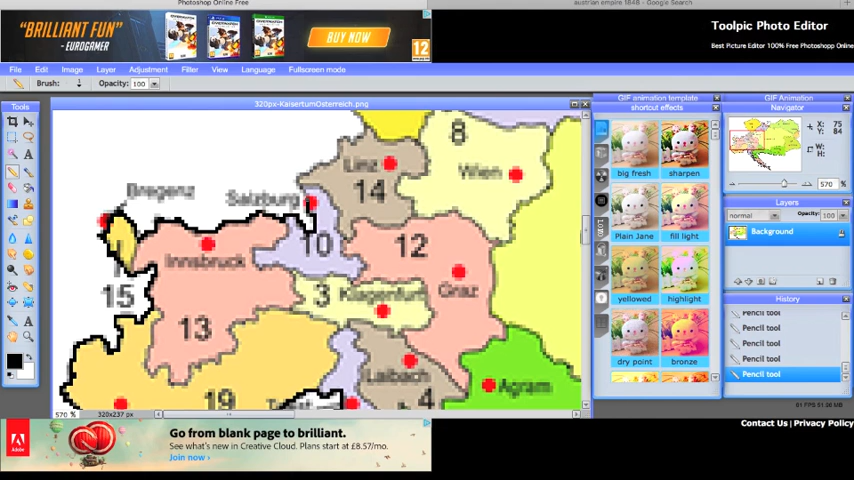 Photoshop Online Free
austrian empire 1848 - Google Search
"BRILLIANT FUN"
- EUROGAMER
BUY NOW
12
Toolpic Photo Editor
Best Picture Editor 100% Free Photoshopp Online
File Edit Image Layer Adjustment Filler View Language Fullscreen mode
Brush: Opacity: 100
Tools
320px-KaisertumÖsterreich.png
8
Linz
Wien
14
Bregenz
Salzburg
10
12
Innsbruck
15
3
Klagenfurt
Graz
13
Laibach
19
4
Agram
570 %
320x237 px
GIF animation template
shortcut effects
big fresh
sharpen
Plain Jane
fill light
yellowed
highlight
dry point
bronze
GIF Animation
Navigator
X: 75
Y: 84
W:
H:
570 %
Layers
normal Opacity: 100
Background
History
Pencil tool
Pencil tool
Pencil tool
Pencil tool
Pencil tool
Contact Us | Privacy Policy
Adobe
Go from blank page to brilliant.
See what's new in Creative Cloud. Plans start at £8.57/mo.
Join now ›